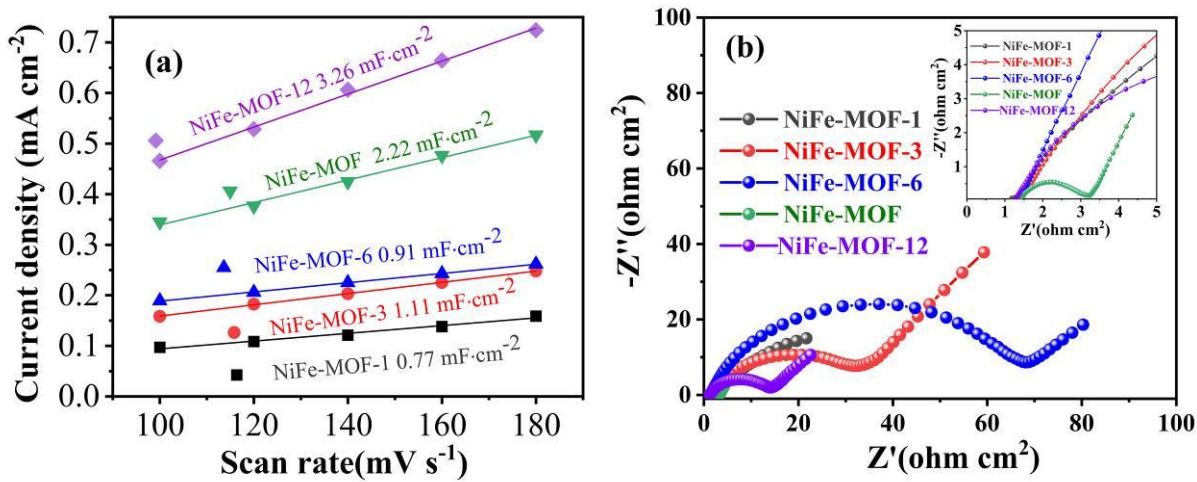 (a)
Current density (mA cm-2)
0.7
0.6
0.5
0.4
0.3
0.2
0.1
0.0
NiFe-MOF-12 3.26 mF·cm-2
NiFe-MOF 2.22 mF·cm-2
NiFe-MOF-6 0.91 mF·cm-2
NiFe-MOF-3 1.11 mF·cm-2
NiFe-MOF-1 0.77 mF·cm-2
100 120 140 160 180
Scan rate(mV s-1)
(b)
-Z''(ohm cm2)
100
80
60
40
20
0
NiFe-MOF-1
NiFe-MOF-3
NiFe-MOF-6
NiFe-MOF
NiFe-MOF-12
0 20 40 60 80 100
Z'(ohm cm2)
-Z''(ohm cm2)
5
4
3
2
1
NiFe-MOF-1
NiFe-MOF-3
NiFe-MOF-6
NiFe-MOF
NiFe-MOF-12
0 1 2 3 4 5
Z'(ohm cm2)